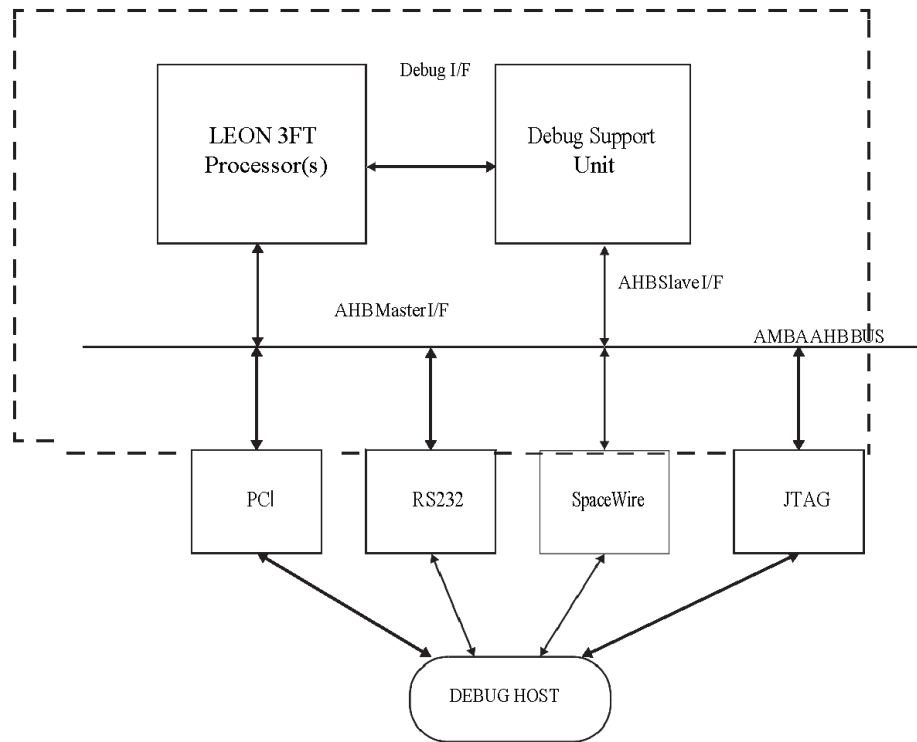 Debug I/F
LEON 3FT
Processor(s)
Debug Support
Unit
AHBSlaveI/F
AHBMasterI/F
AMBAAHBBUS
PCI
RS232
SpaceWire
JTAG
DEBUG HOST